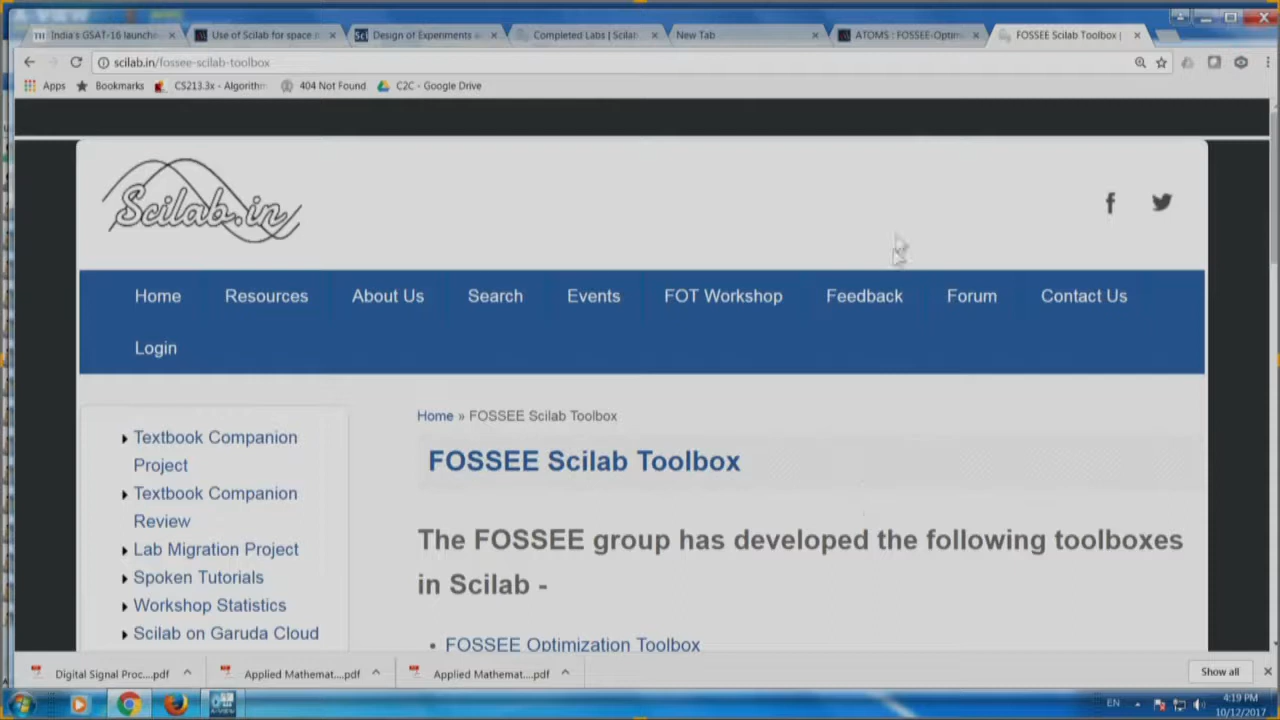 India's GSAT-16 launche
Use of Scilab for space
Design of Experiments
Completed Labs | Scilab
New Tab
ATOMS : FOSSEE-Optim
FOSSEE Scilab Toolbox |
scilab.in/fossee-scilab-toolbox
Apps
Bookmarks
CS213.3x - Algorithm
404 Not Found
C2C - Google Drive
Scilab.in
Home
Resources
About Us
Search
Events
FOT Workshop
Feedback
Forum
Contact Us
Login
Textbook Companion
Project
Textbook Companion
Review
Lab Migration Project
Spoken Tutorials
Workshop Statistics
Scilab on Garuda Cloud
Home » FOSSEE Scilab Toolbox
FOSSEE Scilab Toolbox
The FOSSEE group has developed the following toolboxes
in Scilab -
• FOSSEE Optimization Toolbox
Digital Signal Proc....pdf
Applied Mathemat....pdf
Applied Mathemat....pdf
Show all
EN
4:19 PM
10/12/2017